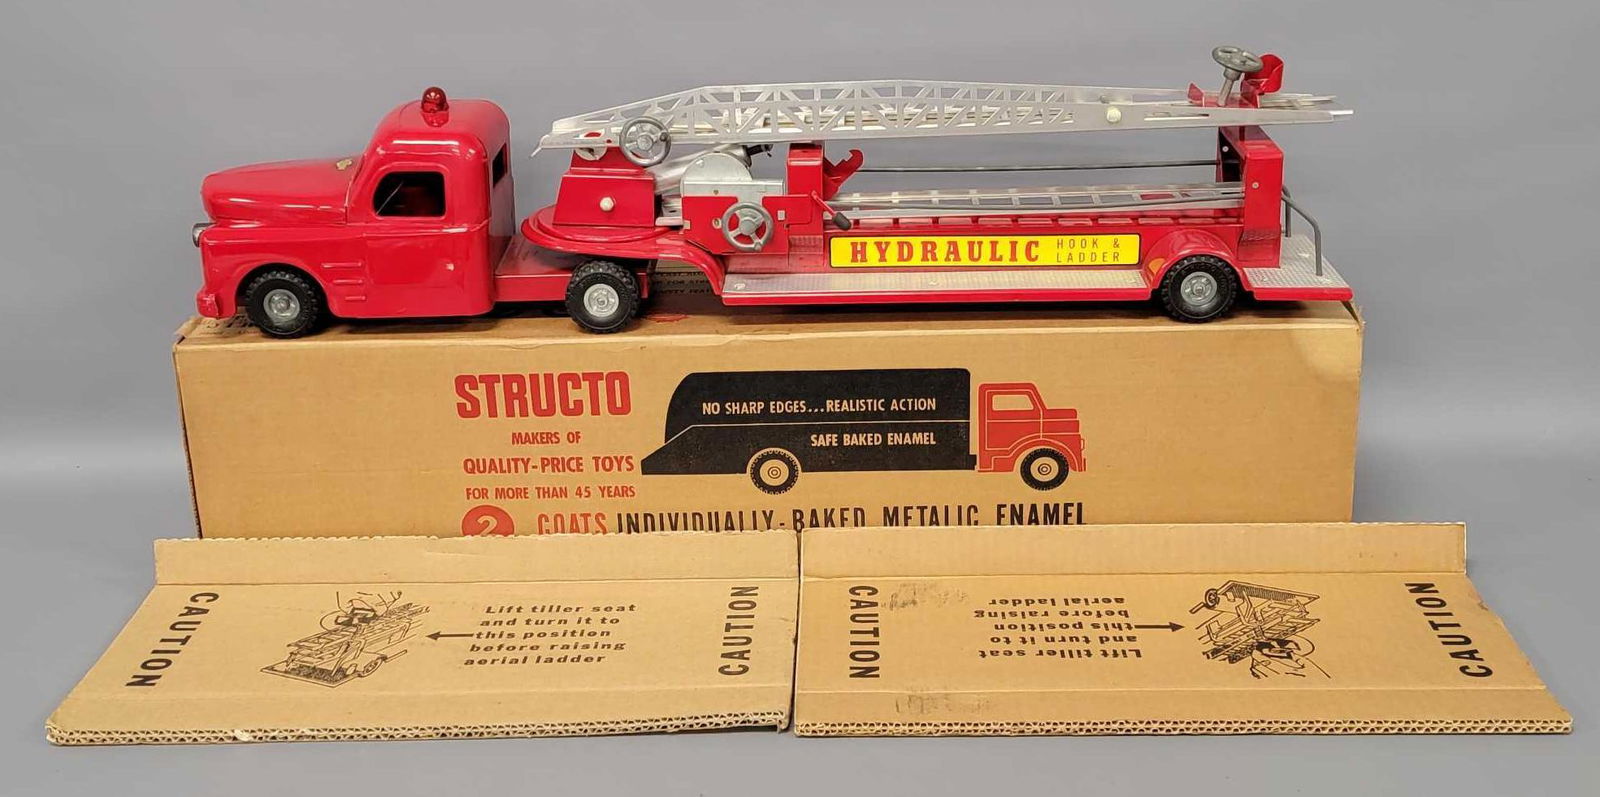 HYDRAULIC HOOK &
LADDER
STRUCTO
MAKERS OF
QUALITY-PRICE TOYS
FOR MORE THAN 45 YEARS
NO SHARP EDGES...REALISTIC ACTION
SAFE BAKED ENAMEL
2 COATS INDIVIDUALLY-BAKED METALIC ENAMEL
CAUTION
Lift tiller seat
and turn it to
this position
before raising
aerial ladder
CAUTION
CAUTION
Lift tiller seat
and turn it to
this position
before raising
aerial ladder
CAUTION